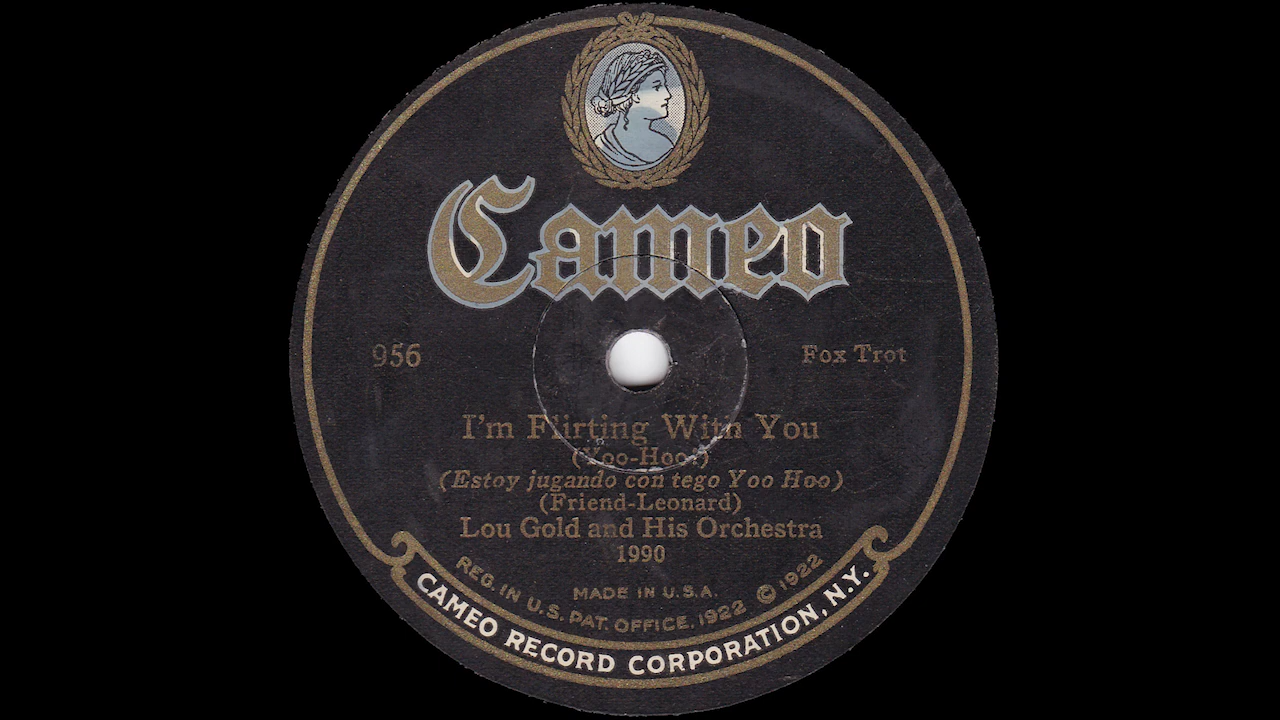 Cameo
956
Fox Trot
I'm Flirting With You
(Yoo-Hoo!)
(Estoy jugando con tego Yoo Hoo)
(Friend-Leonard)
Lou Gold and His Orchestra
1990
MADE IN U.S.A.
REG. IN U.S. PAT. OFFICE, 1922 © 1922
CAMEO RECORD CORPORATION, N.Y.